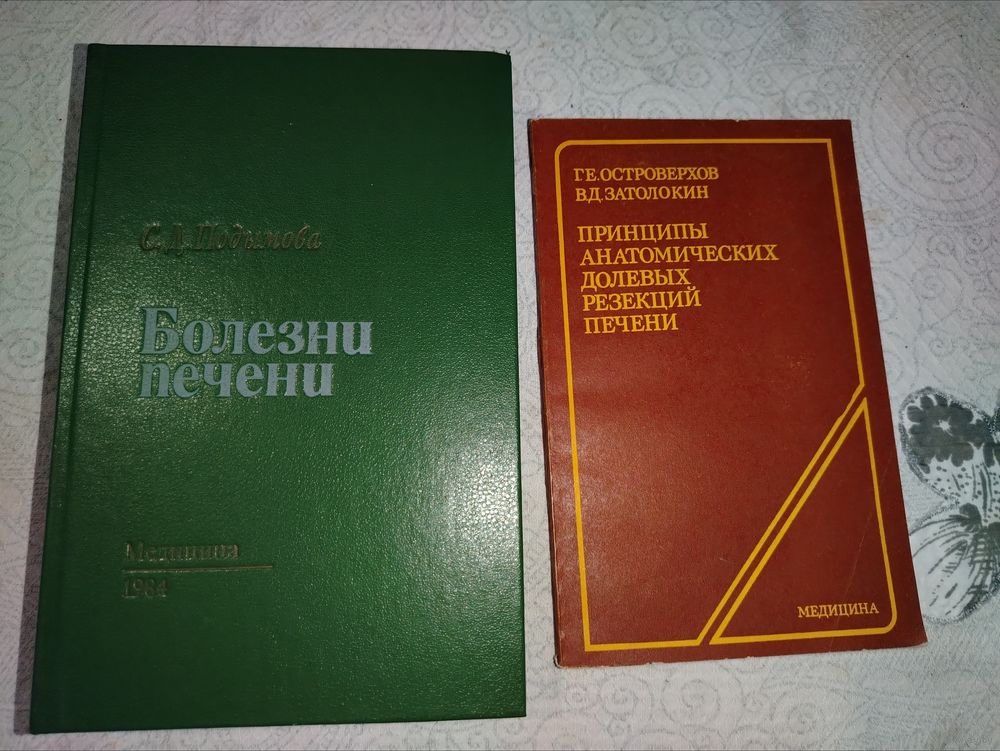 С.Д. Подымова
Болезни
печени
Медицина
1984
Г.Е. ОСТРОВЕРХОВ
В.Д. ЗАТОЛОКИН
ПРИНЦИПЫ
АНАТОМИЧЕСКИХ
ДОЛЕВЫХ
РЕЗЕКЦИЙ
ПЕЧЕНИ
МЕДИЦИНА